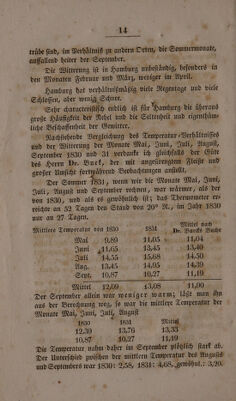 14
trübe sind, im Verhältniß zu andern Orten, die Sommermonate,
auffallend heiter der September.
Die Witterung ist in Hamburg unbeständig, besonders in
den Monaten Februar und März, weniger im April.
Hamburg hat verhältnißmäßig viele Regentage und viele
Schlossen, aber wenig Schnee.
Sehr characteristisch endlich ist für Hamburg die überaus
große Häufigkeit der Nebel und die Seltenheit und eigenthüm-
liche Beschaffenheit der Gewitter.
Nachstehende Vergleichung des Temperatur-Verhältnisses
und der Witterung der Monate Mai, Juni, Juli, August,
September 1830 und 31 verdanke ich gleichfalls der Güte
des Herrn Dr. Buek, der mit angestrengtem Fleiße und
großer Umsicht fortwährend Beobachtungen anstellt.
Der Sommer 1831, wenn wir die Monate Mai, Juni,
Juli, August und September wählen, war wärmer, als der
von 1830, und als es gewöhnlich ist; das Thermometer er-
reichte an 52 Tagen den Stand von 20° R., im Jahr 1830
nur an 27 Tagen.
Mittlere Temperatur von 1830 1831 Mittel nach Dr. Bueks Buche
Mai 9,89 11,05 11,04
Juni 11,65 13,45 13,40
Juli 14,55 15,68 14,50
Aug. 13,45 14,95 14,25
Sept. 10,87 10,27 11,19
Mittel 12,09 13,08 11,00
Der September allein war weniger warm; läßt man ihn
aus der Berechnung weg, so war die mittlere Temperatur der
Monate Mai, Juni, Juli, August
1830 1831 Mittel
12,39 13,76 13,33
10,87 10,27 11,19
Die Temperatur nahm daher im September plötzlich stark ab.
Der Unterschied zwischen der mittlern Temperatur des Augusts
und Septembers war 1830: 2,58, 1831: 4,68, gewöhnl.: 3,20.